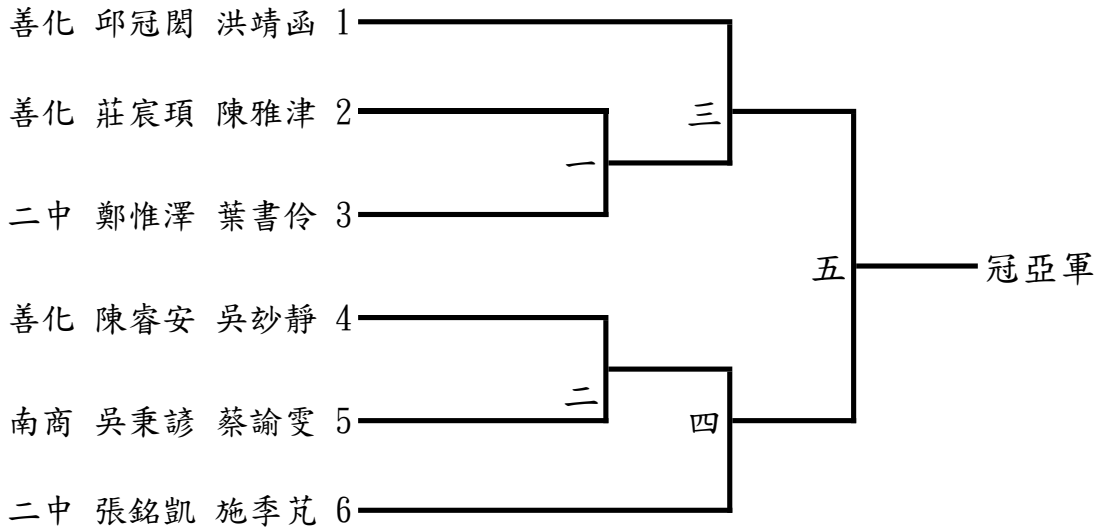 善化 邱冠閎 洪靖函 1
善化 莊宸頊 陳雅津 2
三
一
二中 鄭惟澤 葉書伶 3
五
冠亞軍
善化 陳睿安 吳玅靜 4
二
南商 吳秉諺 蔡諭雯 5
四
二中 張銘凱 施季芃 6